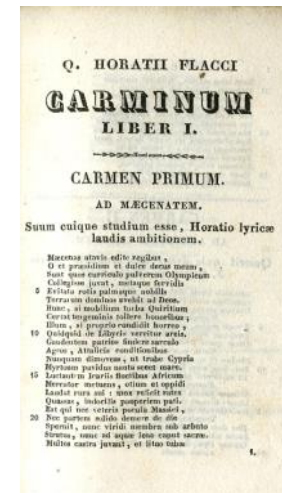 Q. HORATII FLACCI
CARMINUM
LIBER I.
CARMEN PRIMUM.
AD MÆCENATEM.
Suum cuique studium esse, Horatio lyricæ
laudis ambitionem.
Mæcenas atavis edite regibus,
O et præsidium et dulce decus meum,
Sunt quos curriculo pulverem Olympicum
Collegisse juvat, metaque fervidis
5 Evitata rotis palmaque nobilis
Terrarum dominos evehit ad Deos.
Hunc, si mobilium turba Quiritium
Certat tergeminis tollere honoribus;
Illum, si proprio condidit horreo,
10 Quidquid de Libycis verritur areis.
Gaudentem patrios findere sarculo
Agros, Attalicis conditionibus
Nunquam dimoveas, ut trabe Cypria
Myrtoum pavidus nauta secet mare.
15 Luctantem Icariis fluctibus Africum
Mercator metuens, otium et oppidi
Laudat rura sui: mox reficit rates
Quassas, indocilis pauperiem pati.
Est qui nec veteris pocula Massici,
20 Nec partem solido demere de die
Spernit, nunc viridi membra sub arbuto
Stratus, nunc ad aquæ lene caput sacræ.
Multos castra juvant, et lituo tubæ
1.